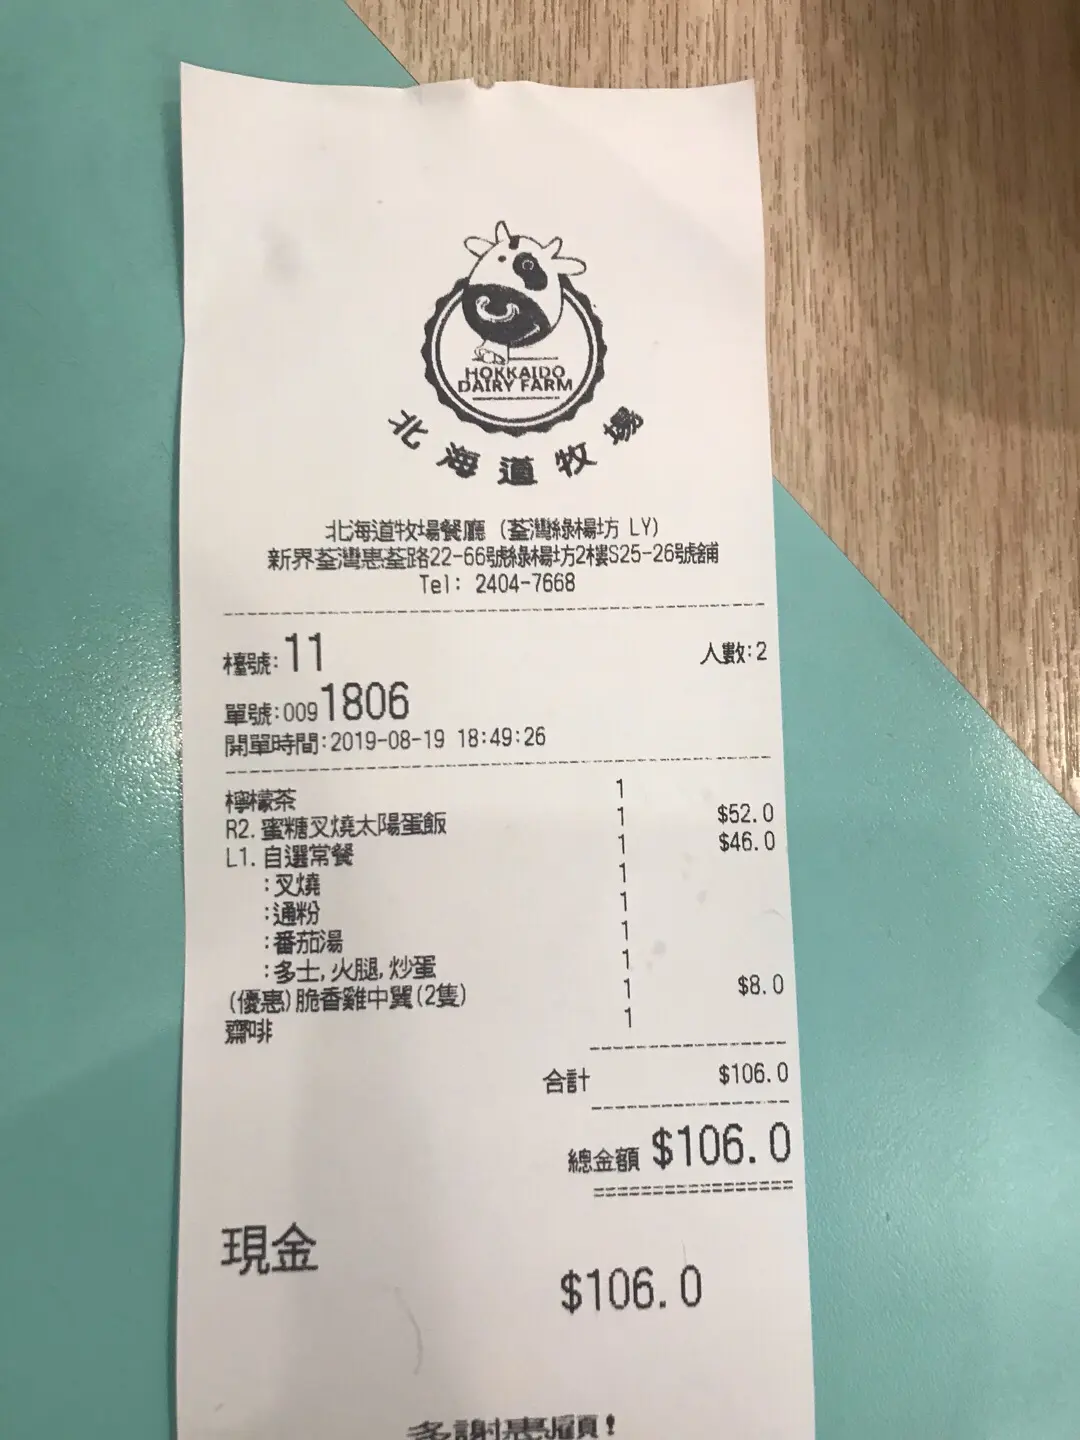 HOKKAIDO
DAIRY FARM
北海道牧場
北海道牧場餐廳 (荃灣綠楊坊 LY)
新界荃灣惠荃路22-66號綠楊坊2樓S25-26號舖
Tel: 2404-7668
檯號:11 人數:2
單號:0091806
開單時間:2019-08-19 18:49:26
檸檬茶 1
R2. 蜜糖叉燒太陽蛋飯 1 $52.0
L1. 自選常餐 1 $46.0
:叉燒 1
:通粉 1
:番茄湯 1
:多士,火腿,炒蛋 1
(優惠)脆香雞中翼(2隻) 1 $8.0
齋啡 1
合計 $106.0
總金額 $106.0
現金
$106.0
多謝惠顧!